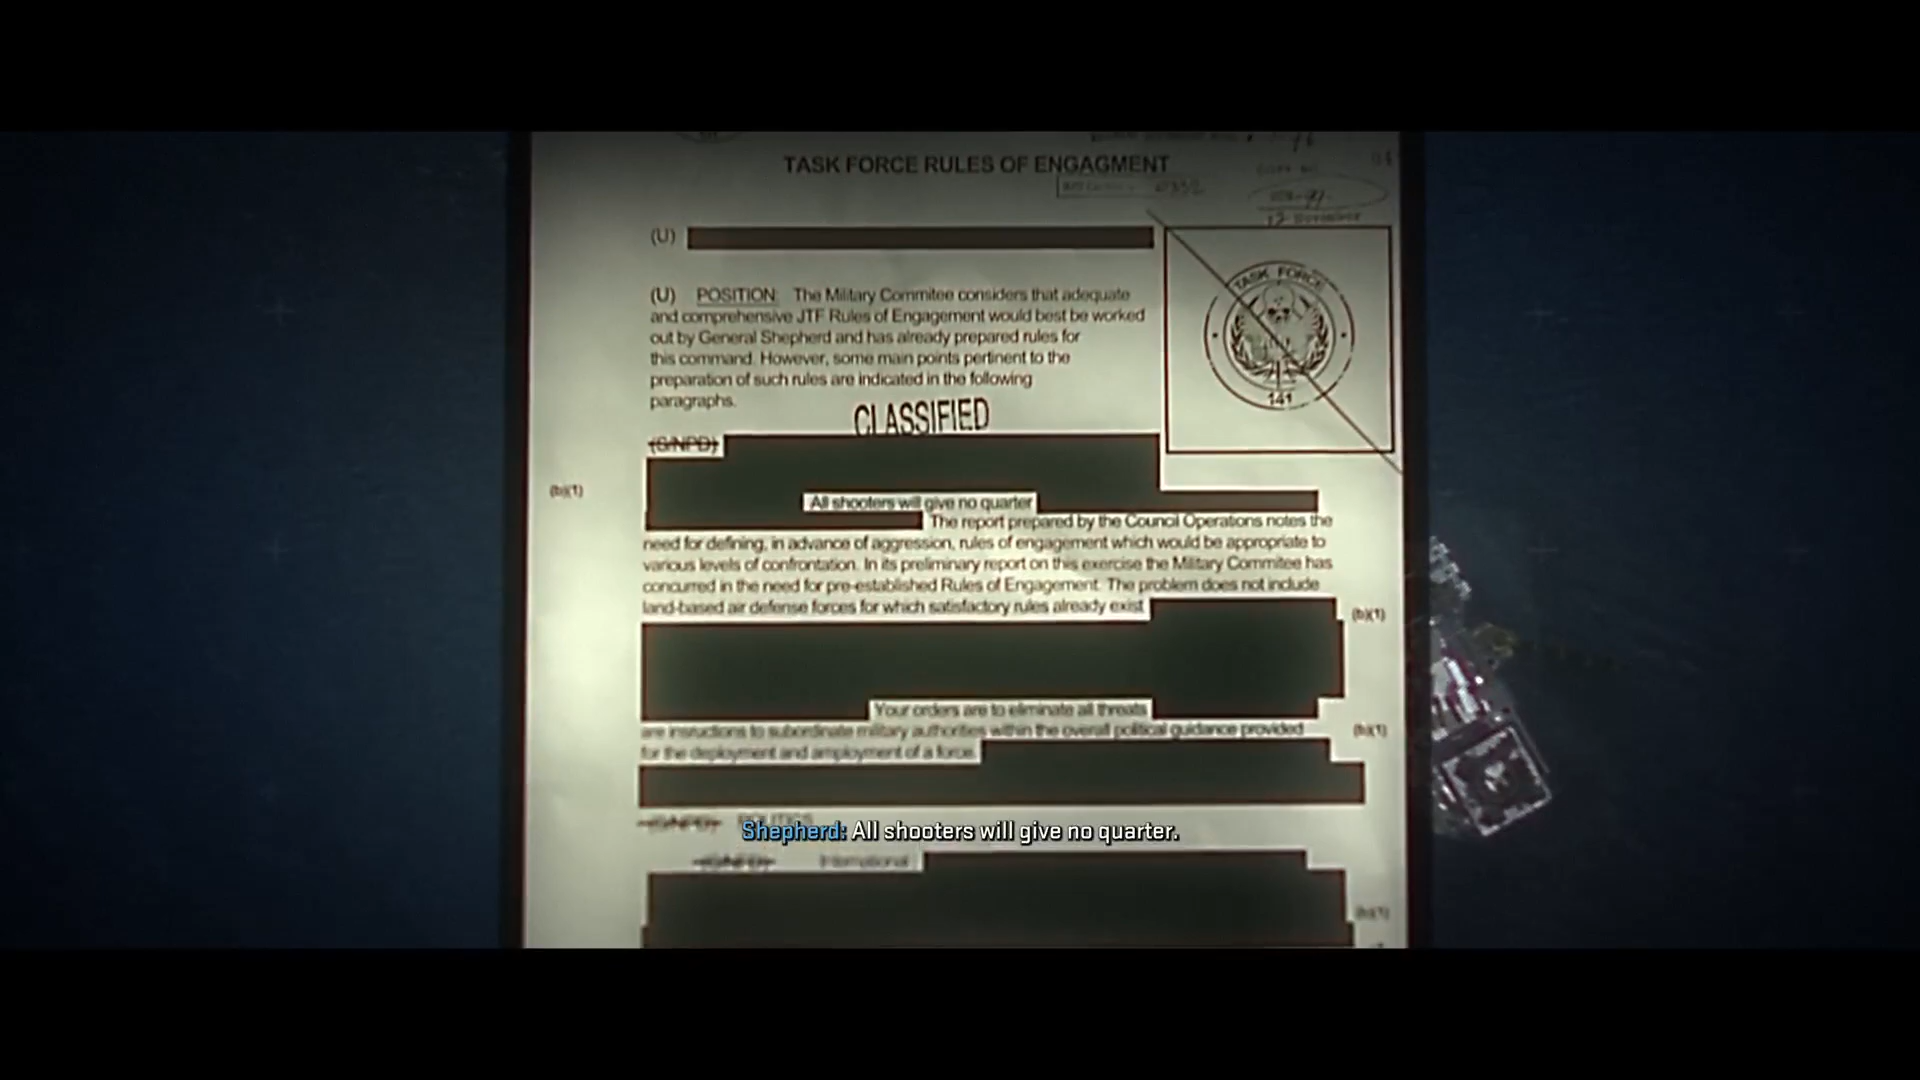 TASK FORCE RULES OF ENGAGMENT
(U)
(U) POSITION: The Military Commitee considers that adequate
and comprehensive JTF Rules of Engagement would best be worked
out by General Shepherd and has already prepared rules for
this command. However, some main points pertinent to the
preparation of such rules are indicated in the following
paragraphs.
TASK FORCE
141
CLASSIFIED
(S/NPD)
(b)(1)
All shooters will give no quarter
The report prepared by the Council Operations notes the
need for defining, in advance of aggression, rules of engagement which would be appropriate to
various levels of confrontation. In its preliminary report on this exercise the Military Commitee has
concurred in the need for pre-established Rules of Engagement. The problem does not include
land-based air defense forces for which satisfactory rules already exist
(b)(1)
Your orders are to eliminate all threats
are insructions to subordinate military authorities within the overall political guidance provided
(b)(1)
for the deployment and amployment of a force.
POLITICS
Shepherd: All shooters will give no quarter.
International
(b)(1)